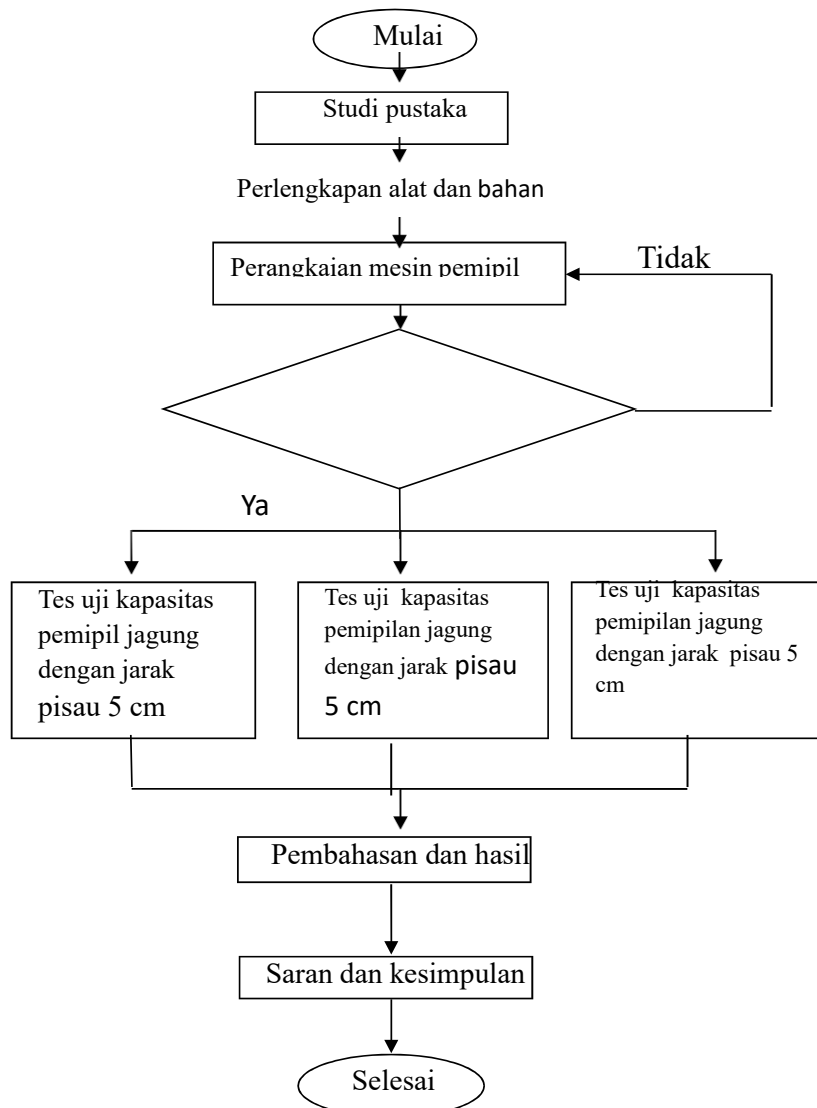 Mulai
Studi pustaka
Perlengkapan alat dan bahan
Perangkaian mesin pemipil
Tidak
Ya
Tes uji kapasitas
pemipil jagung
dengan jarak
pisau 5 cm
Tes uji kapasitas
pemipilan jagung
dengan jarak pisau
5 cm
Tes uji kapasitas
pemipilan jagung
dengan jarak pisau 5
cm
Pembahasan dan hasil
Saran dan kesimpulan
Selesai